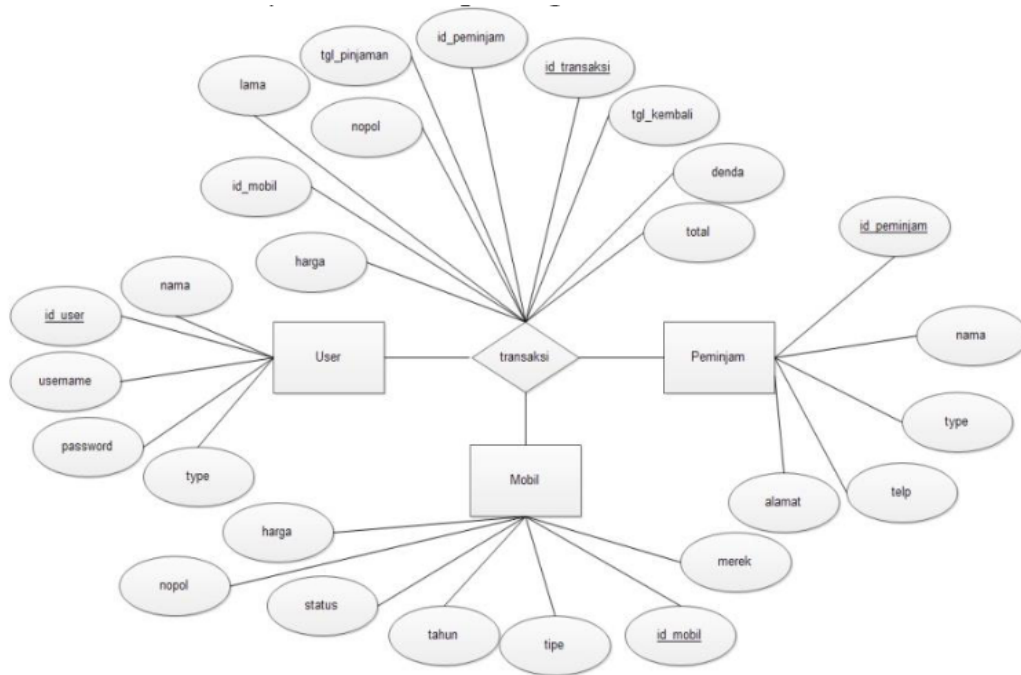 id_peminjam
tgl_pinjaman
id_transaksi
lama
tgl_kembali
nopol
denda
id_mobil
total
id_peminjam
harga
nama
id_user
User
transaksi
Peminjam
nama
username
type
password
type
Mobil
telp
alamat
harga
merek
nopol
status
tahun
tipe
id_mobil